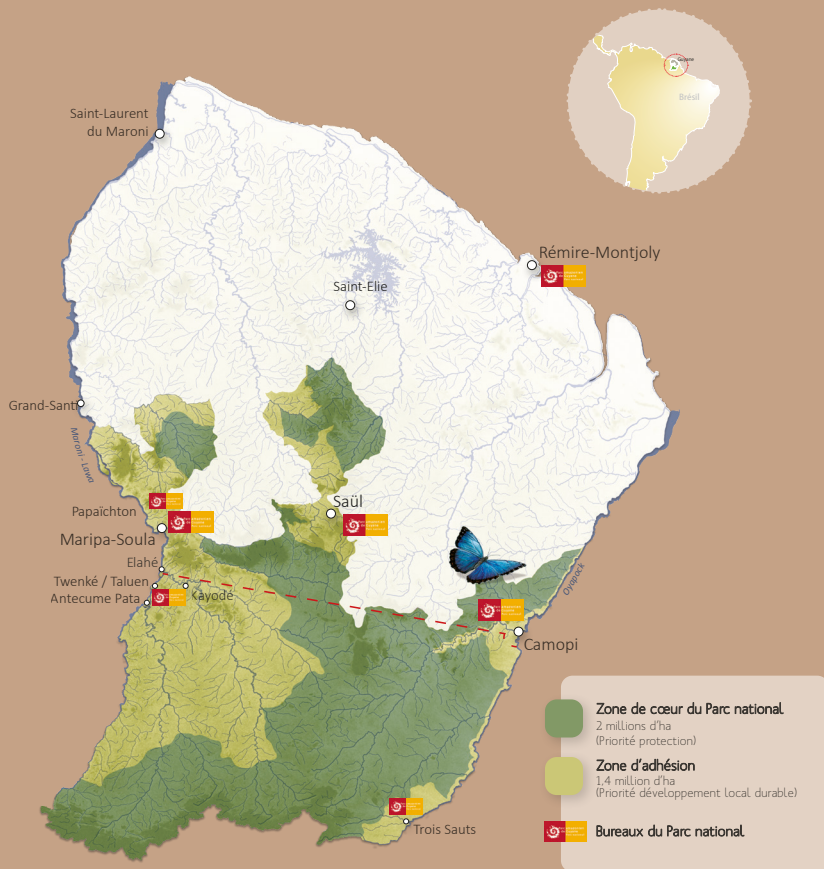 Guyane
Brésil
Saint-Laurent
du Maroni
Rémire-Montjoly
Saint-Elie
Grand-Santi
Maroni - Lawa
Papaïchton
Saül
Maripa-Soula
Elahé
Twenké / Taluen
Kayodé
Antecume Pata
Oyapock
Camopi
Trois Sauts
Zone de cœur du Parc national
2 millions d'ha
(Priorité protection)
Zone d'adhésion
1,4 million d'ha
(Priorité développement local durable)
Bureaux du Parc national